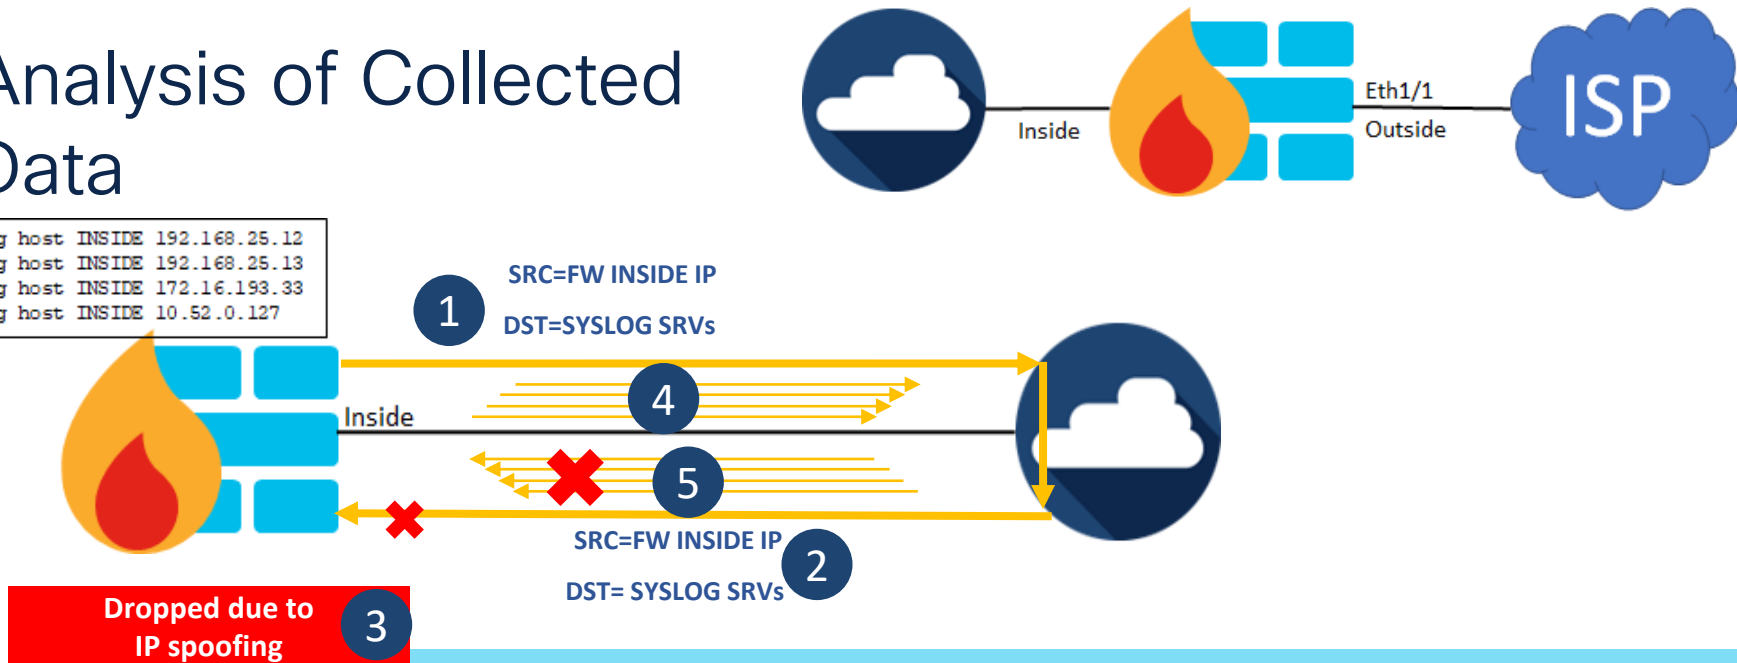 Analysis of Collected
Data
Inside
Eth1/1
Outside
ISP
g host INSIDE 192.168.25.12
g host INSIDE 192.168.25.13
g host INSIDE 172.16.193.33
g host INSIDE 10.52.0.127
1
SRC=FW INSIDE IP
DST=SYSLOG SRVs
4
Inside
5
SRC=FW INSIDE IP
DST= SYSLOG SRVs
2
Dropped due to
IP spoofing
3